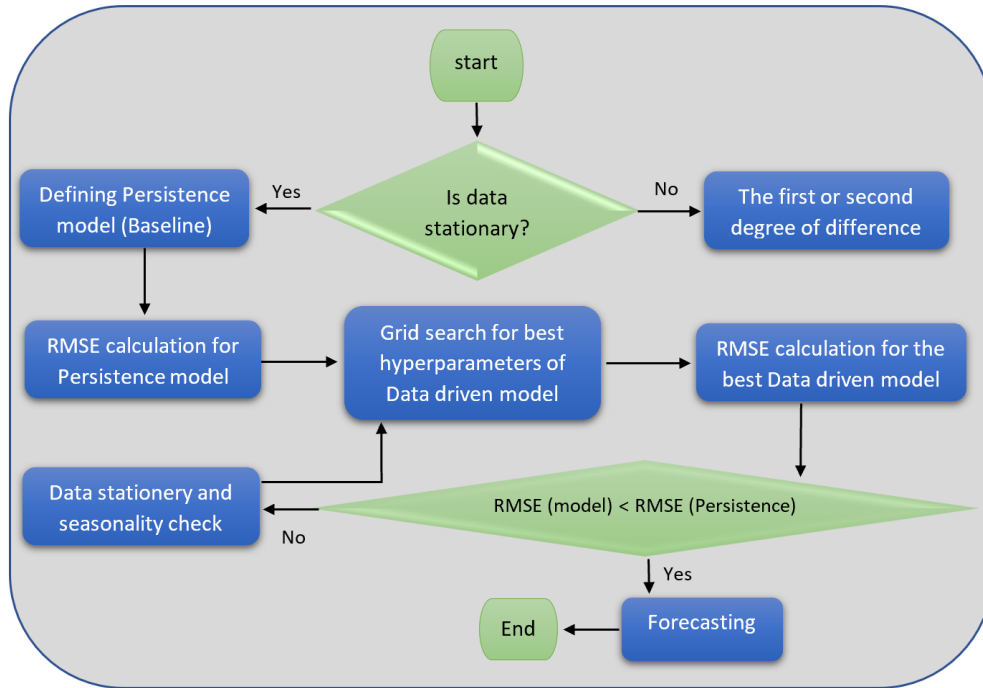 start
Is data
stationary?
Yes
No
Defining Persistence
model (Baseline)
The first or second
degree of difference
RMSE calculation for
Persistence model
Grid search for best
hyperparameters of
Data driven model
RMSE calculation for the
best Data driven model
Data stationery and
seasonality check
RMSE (model) < RMSE (Persistence)
No
Yes
Forecasting
End